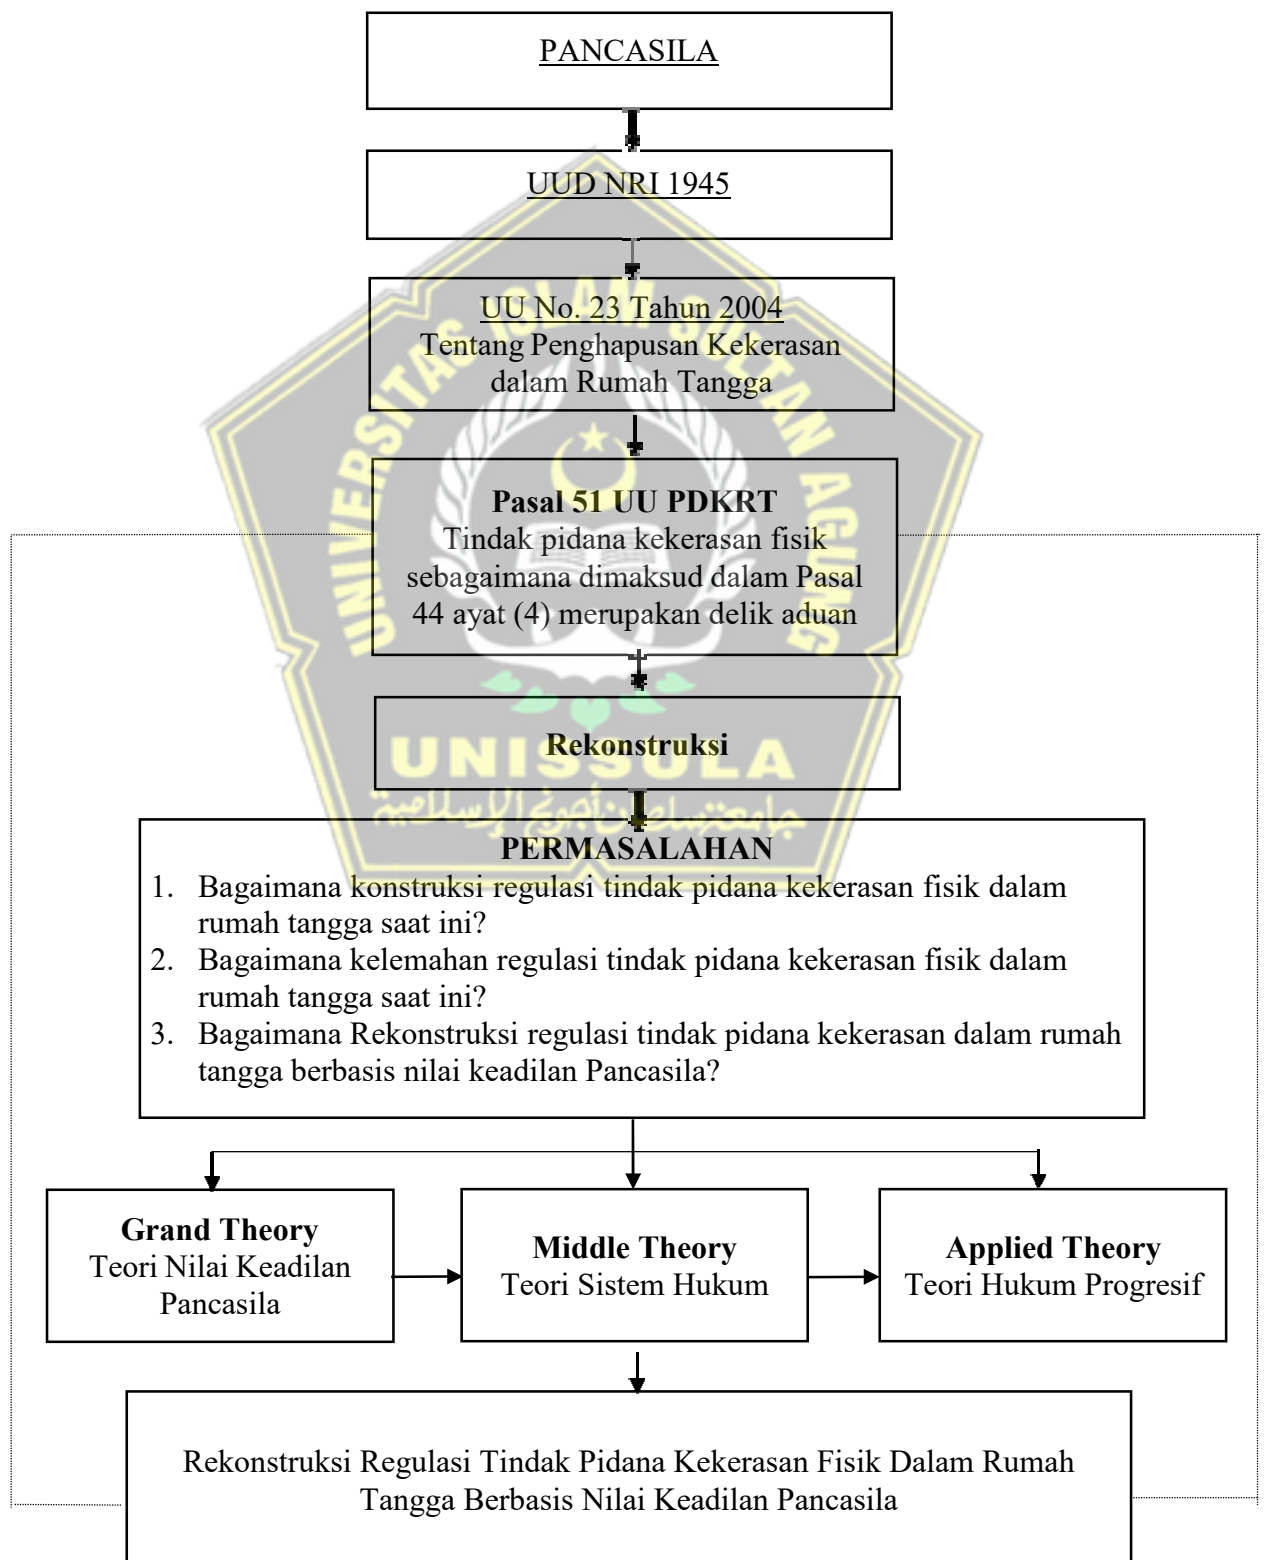 PANCASILA
UUD NRI 1945
UU No. 23 Tahun 2004
Tentang Penghapusan Kekerasan
dalam Rumah Tangga
Pasal 51 UU PDKRT
Tindak pidana kekerasan fisik
sebagaimana dimaksud dalam Pasal
44 ayat (4) merupakan delik aduan
Rekonstruksi
PERMASALAHAN
1. Bagaimana konstruksi regulasi tindak pidana kekerasan fisik dalam
rumah tangga saat ini?
2. Bagaimana kelemahan regulasi tindak pidana kekerasan fisik dalam
rumah tangga saat ini?
3. Bagaimana Rekonstruksi regulasi tindak pidana kekerasan dalam rumah
tangga berbasis nilai keadilan Pancasila?
Grand Theory
Teori Nilai Keadilan
Pancasila
Middle Theory
Teori Sistem Hukum
Applied Theory
Teori Hukum Progresif
Rekonstruksi Regulasi Tindak Pidana Kekerasan Fisik Dalam Rumah
Tangga Berbasis Nilai Keadilan Pancasila
UNIVERSITAS ISLAM SULTAN AGUNG
UNISSULA